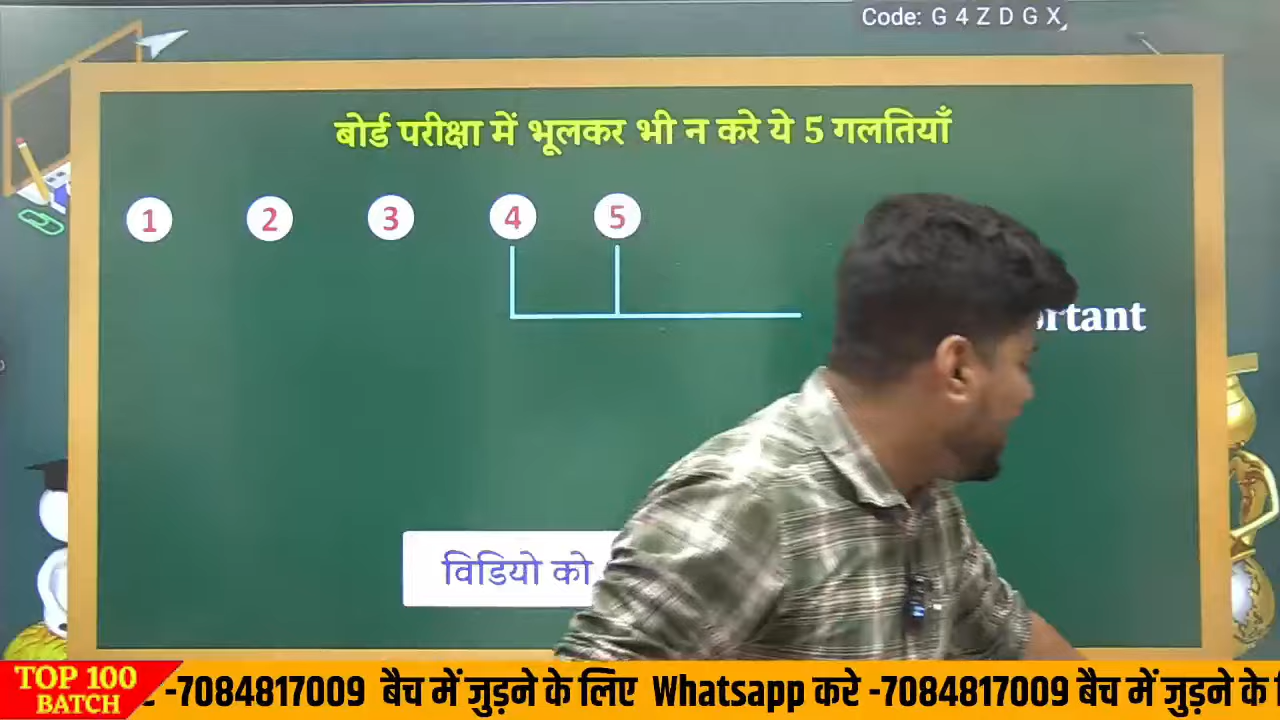 Code: G 4 Z D G X
बोर्ड परीक्षा में भूलकर भी न करे ये 5 गलतियाँ
1 2 3 4 5
विडियो को
TOP 100
BATCH
-7084817009 बैच में जुड़ने के लिए Whatsapp करे -7084817009 बैच में जुड़ने के